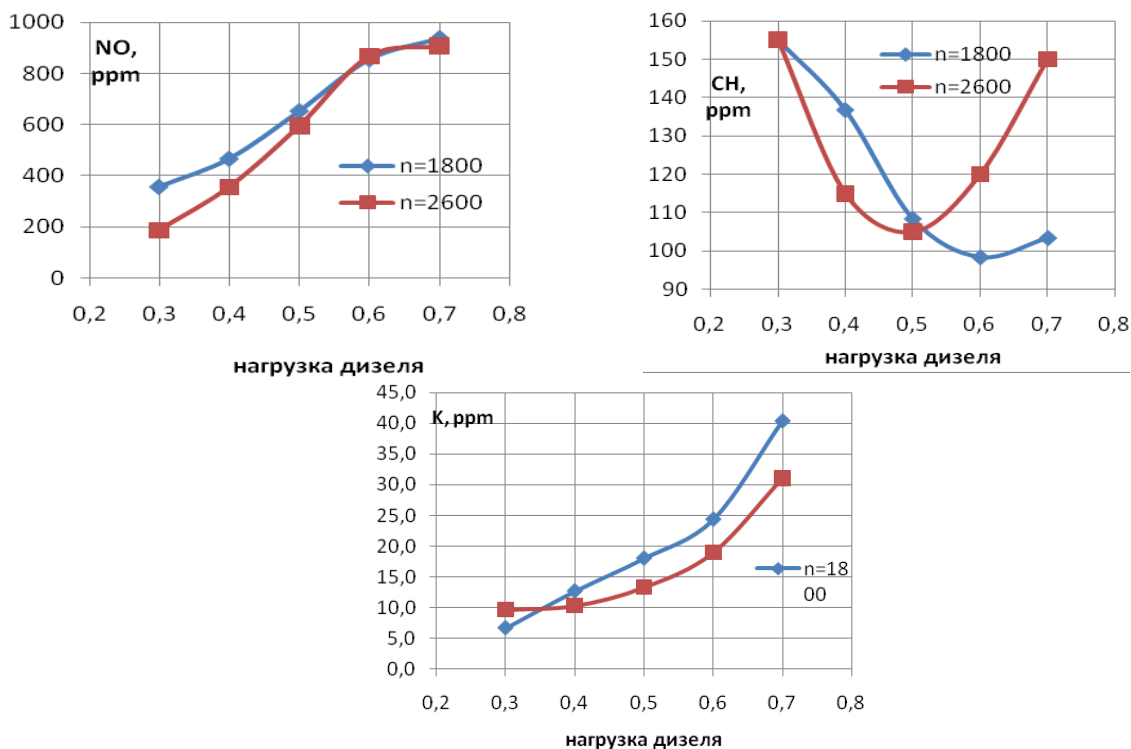 1000
800
600
400
200
0
NO,
ppm
n=1800
n=2600
0,2 0,3 0,4 0,5 0,6 0,7 0,8
нагрузка дизеля
160
150
140
130
120
110
100
90
CH,
ppm
n=1800
n=2600
0,2 0,3 0,4 0,5 0,6 0,7 0,8
нагрузка дизеля
45,0
40,0
35,0
30,0
25,0
20,0
15,0
10,0
5,0
0,0
K, ppm
n=18
00
0,2 0,3 0,4 0,5 0,6 0,7 0,8
нагрузка дизеля